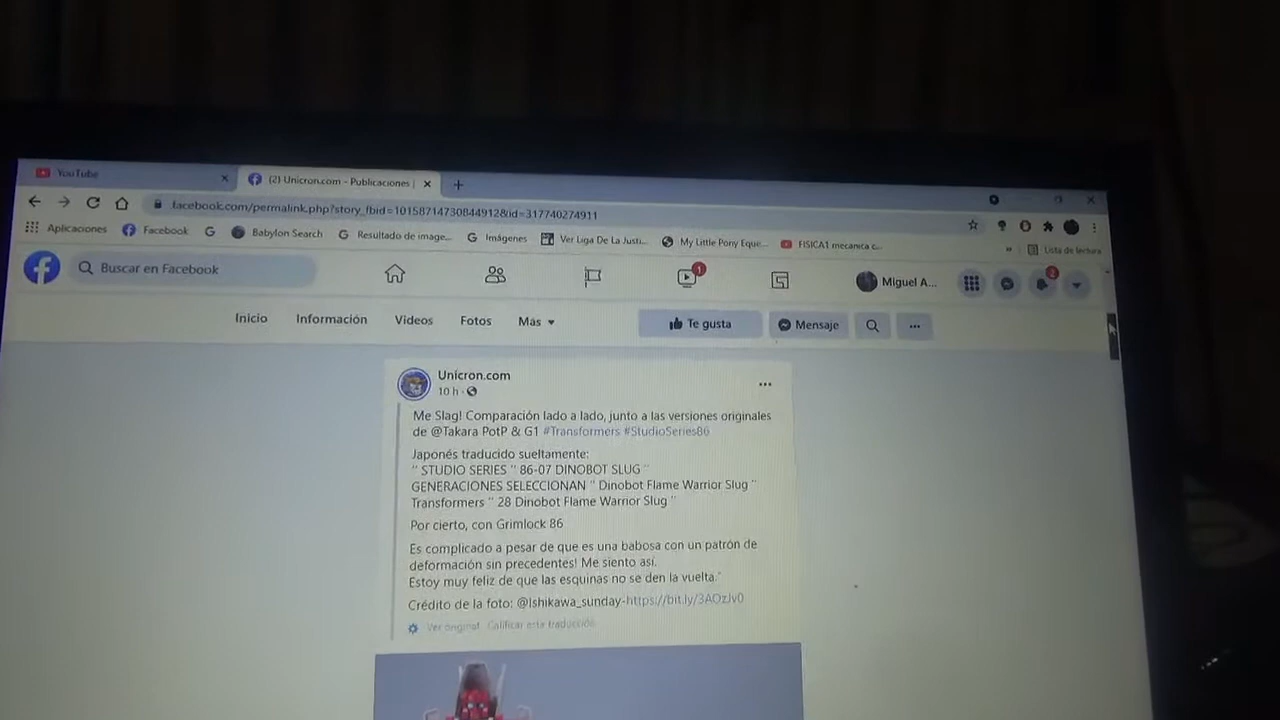 YouTube
(2) Unicron.com - Publicaciones |
facebook.com/permalink.php?story_fbid=10158714730844912&id=317740274911
Aplicaciones
Facebook
Babylon Search
Resultado de image...
Imágenes
Ver Liga De La Justi...
My Little Pony Eque...
FISICA1 mecanica c...
»
Lista de lectura
Buscar en Facebook
1
Miguel A...
2
Inicio
Información
Videos
Fotos
Más
Te gusta
Mensaje
...
Unicron.com
10 h ·
...
Me Slag! Comparación lado a lado, junto a las versiones originales
de @Takara PotP & G1 #Transformers #StudioSeries86
Japonés traducido sueltamente:
" STUDIO SERIES " 86-07 DINOBOT SLUG "
GENERACIONES SELECCIONAN " Dinobot Flame Warrior Slug "
Transformers " 28 Dinobot Flame Warrior Slug "
Por cierto, con Grimlock 86
Es complicado a pesar de que es una babosa con un patrón de
deformación sin precedentes! Me siento así.
Estoy muy feliz de que las esquinas no se den la vuelta."
Crédito de la foto: @Ishikawa_sunday-https://bit.ly/3AOzJv0
Ver original · Calificar esta traducción